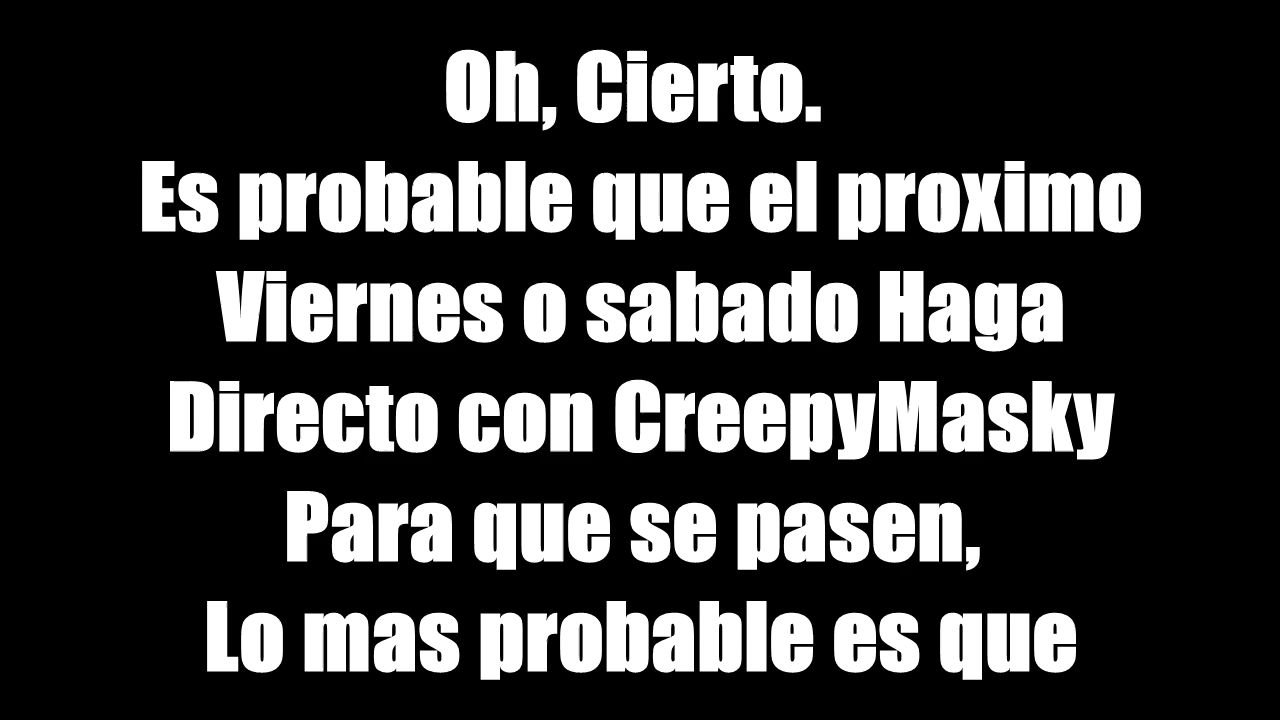 Oh, Cierto.
Es probable que el proximo
Viernes o sabado Haga
Directo con CreepyMasky
Para que se pasen,
Lo mas probable es que